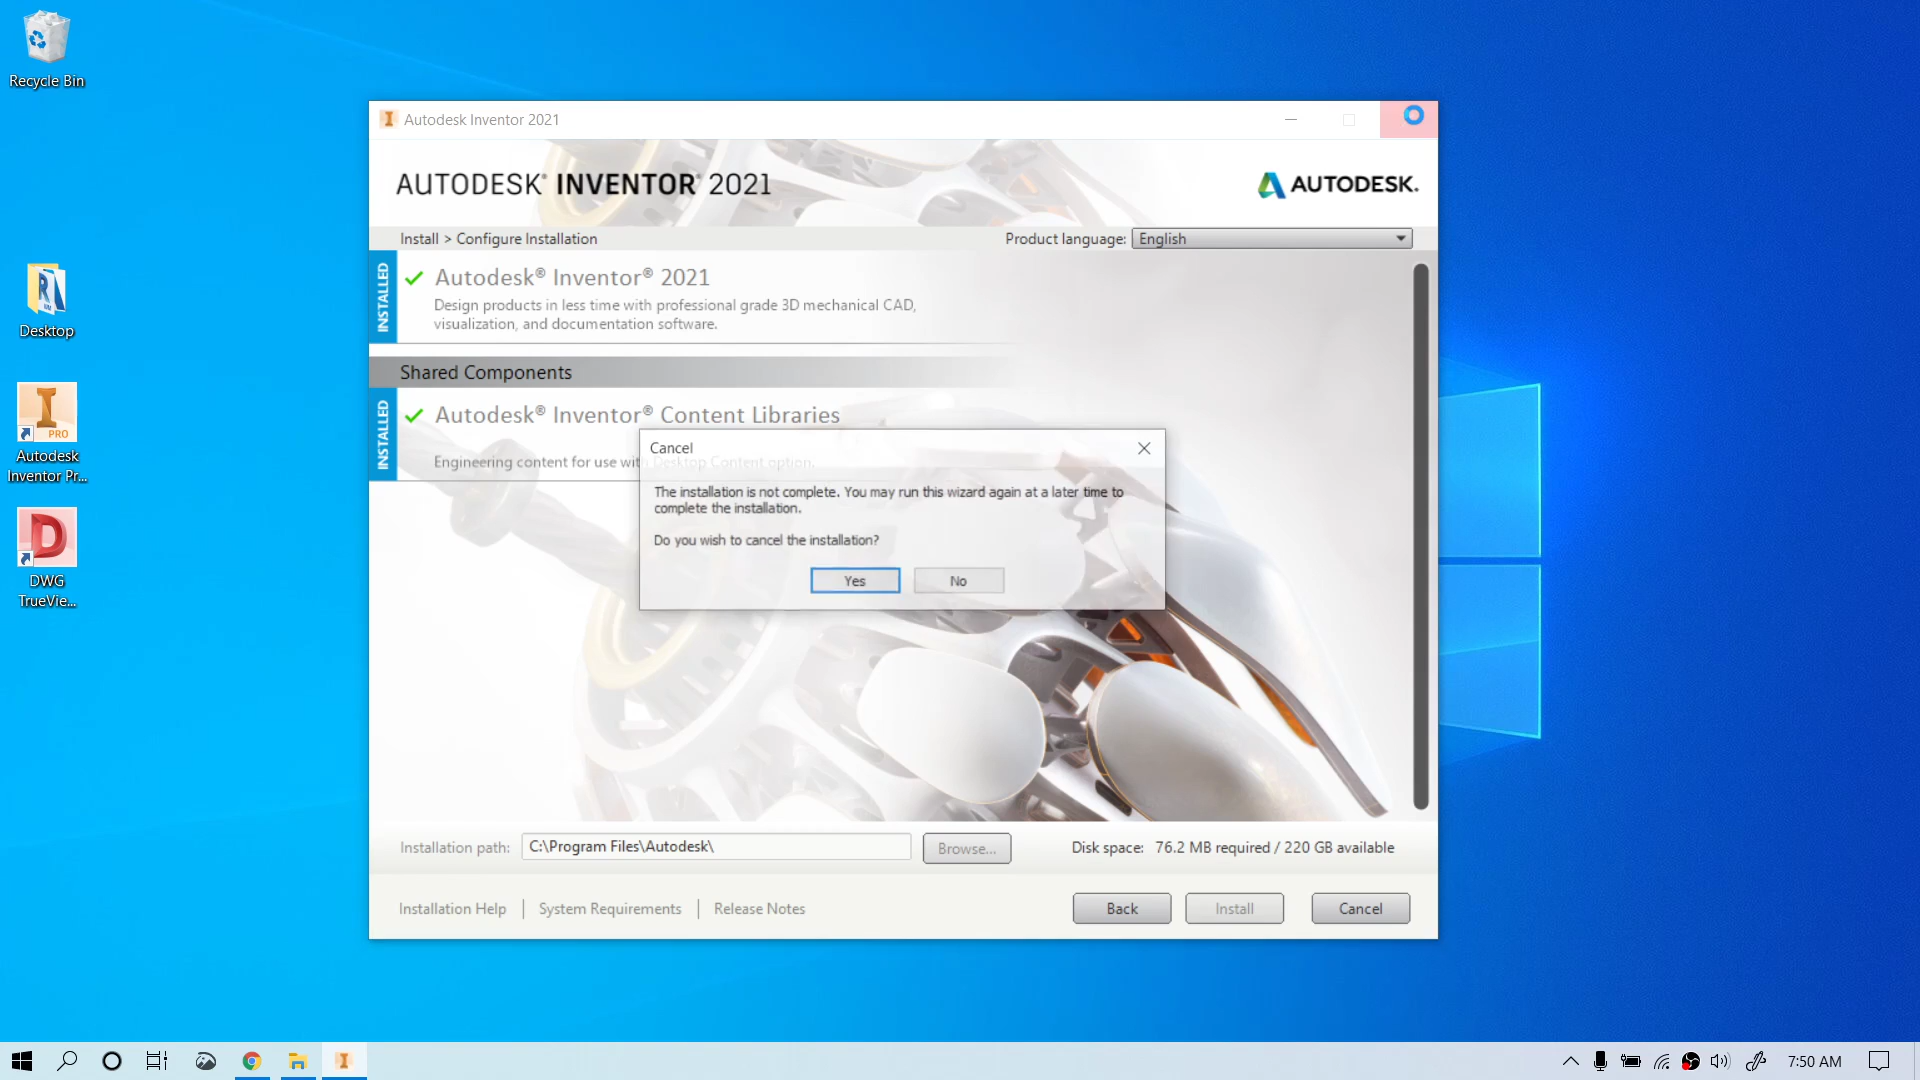 Recycle Bin
Desktop
PRO
Autodesk
Inventor Pr...
DWG
TrueVie...
Autodesk Inventor 2021
AUTODESK® INVENTOR® 2021
AUTODESK.
Install > Configure Installation
Product language:
English
INSTALLED
Autodesk® Inventor® 2021
Design products in less time with professional grade 3D mechanical CAD,
visualization, and documentation software.
Shared Components
INSTALLED
Autodesk® Inventor® Content Libraries
Engineering content for use with Desktop Content option.
Cancel
The installation is not complete. You may run this wizard again at a later time to
complete the installation.
Do you wish to cancel the installation?
Yes
No
Installation path:
C:\Program Files\Autodesk\
Browse...
Disk space: 76.2 MB required / 220 GB available
Installation Help | System Requirements | Release Notes
Back
Install
Cancel
7:50 AM